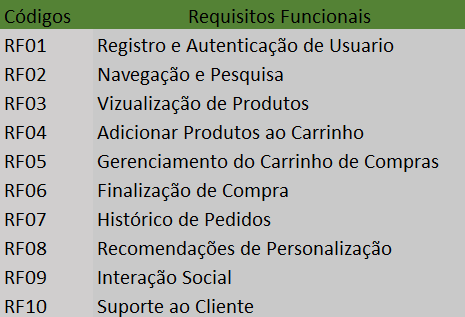 Códigos Requisitos Funcionais
RF01 Registro e Autenticação de Usuario
RF02 Navegação e Pesquisa
RF03 Vizualização de Produtos
RF04 Adicionar Produtos ao Carrinho
RF05 Gerenciamento do Carrinho de Compras
RF06 Finalização de Compra
RF07 Histórico de Pedidos
RF08 Recomendações de Personalização
RF09 Interação Social
RF10 Suporte ao Cliente